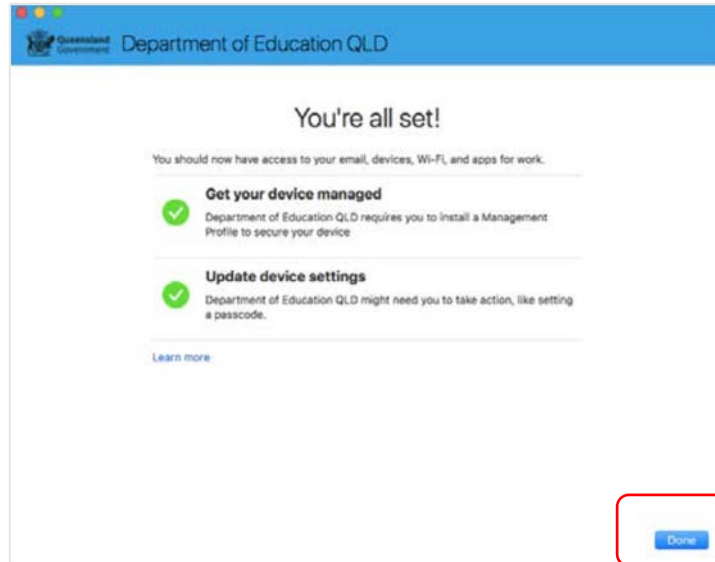 Queensland
Government
Department of Education QLD
You're all set!
You should now have access to your email, devices, Wi-Fi, and apps for work.
Get your device managed
Department of Education QLD requires you to install a Management
Profile to secure your device
Update device settings
Department of Education QLD might need you to take action, like setting
a passcode.
Learn more
Done